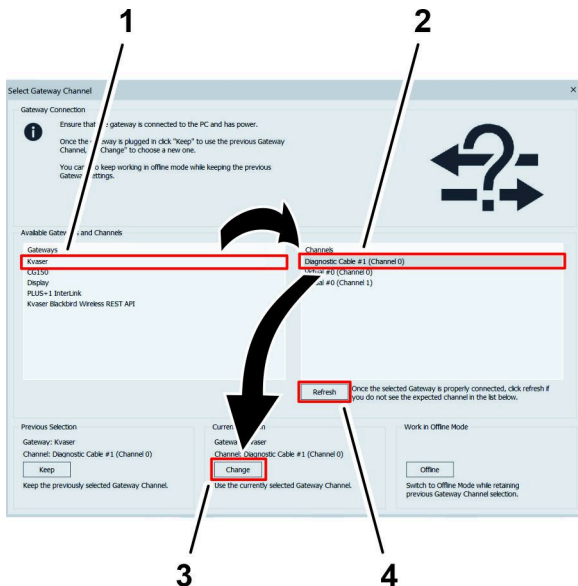 1
2
Select Gateway Channel
×
Gateway Connection
Ensure that gateway is connected to the PC and has power.
Once the is plugged in click "Keep" to use the previous Gateway
Channel, Change" to choose a new one.
You can keep working in offline mode while keeping the previous
Gateway settings.
Available Gateways and Channels
Gateways
Kvaser
CG150
Display
PLUS+1 InterLink
Kvaser Blackbird Wireless REST API
Channels
Diagnostic Cable #1 (Channel 0)
#0 (Channel 0)
#0 (Channel 1)
Refresh
Once the selected Gateway is properly connected, click refresh if
you do not see the expected channel in the list below.
Previous Selection
Gateway: Kvaser
Channel: Diagnostic Cable #1 (Channel 0)
Keep
Keep the previously selected Gateway Channel.
Gateway Kvaser
Channel: Diagnostic Cable #1 (Channel 0)
Change
Use the currently selected Gateway Channel.
Work in Offline Mode
Offline
Switch to Offline Mode while retaining
previous Gateway Channel selection.
3
4